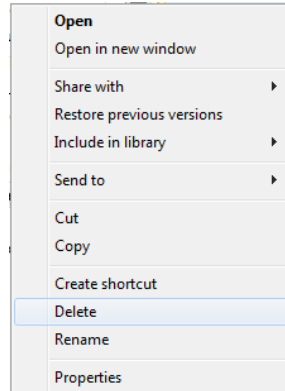 Open
Open in new window
Share with
Restore previous versions
Include in library
Send to
Cut
Copy
Create shortcut
Delete
Rename
Properties